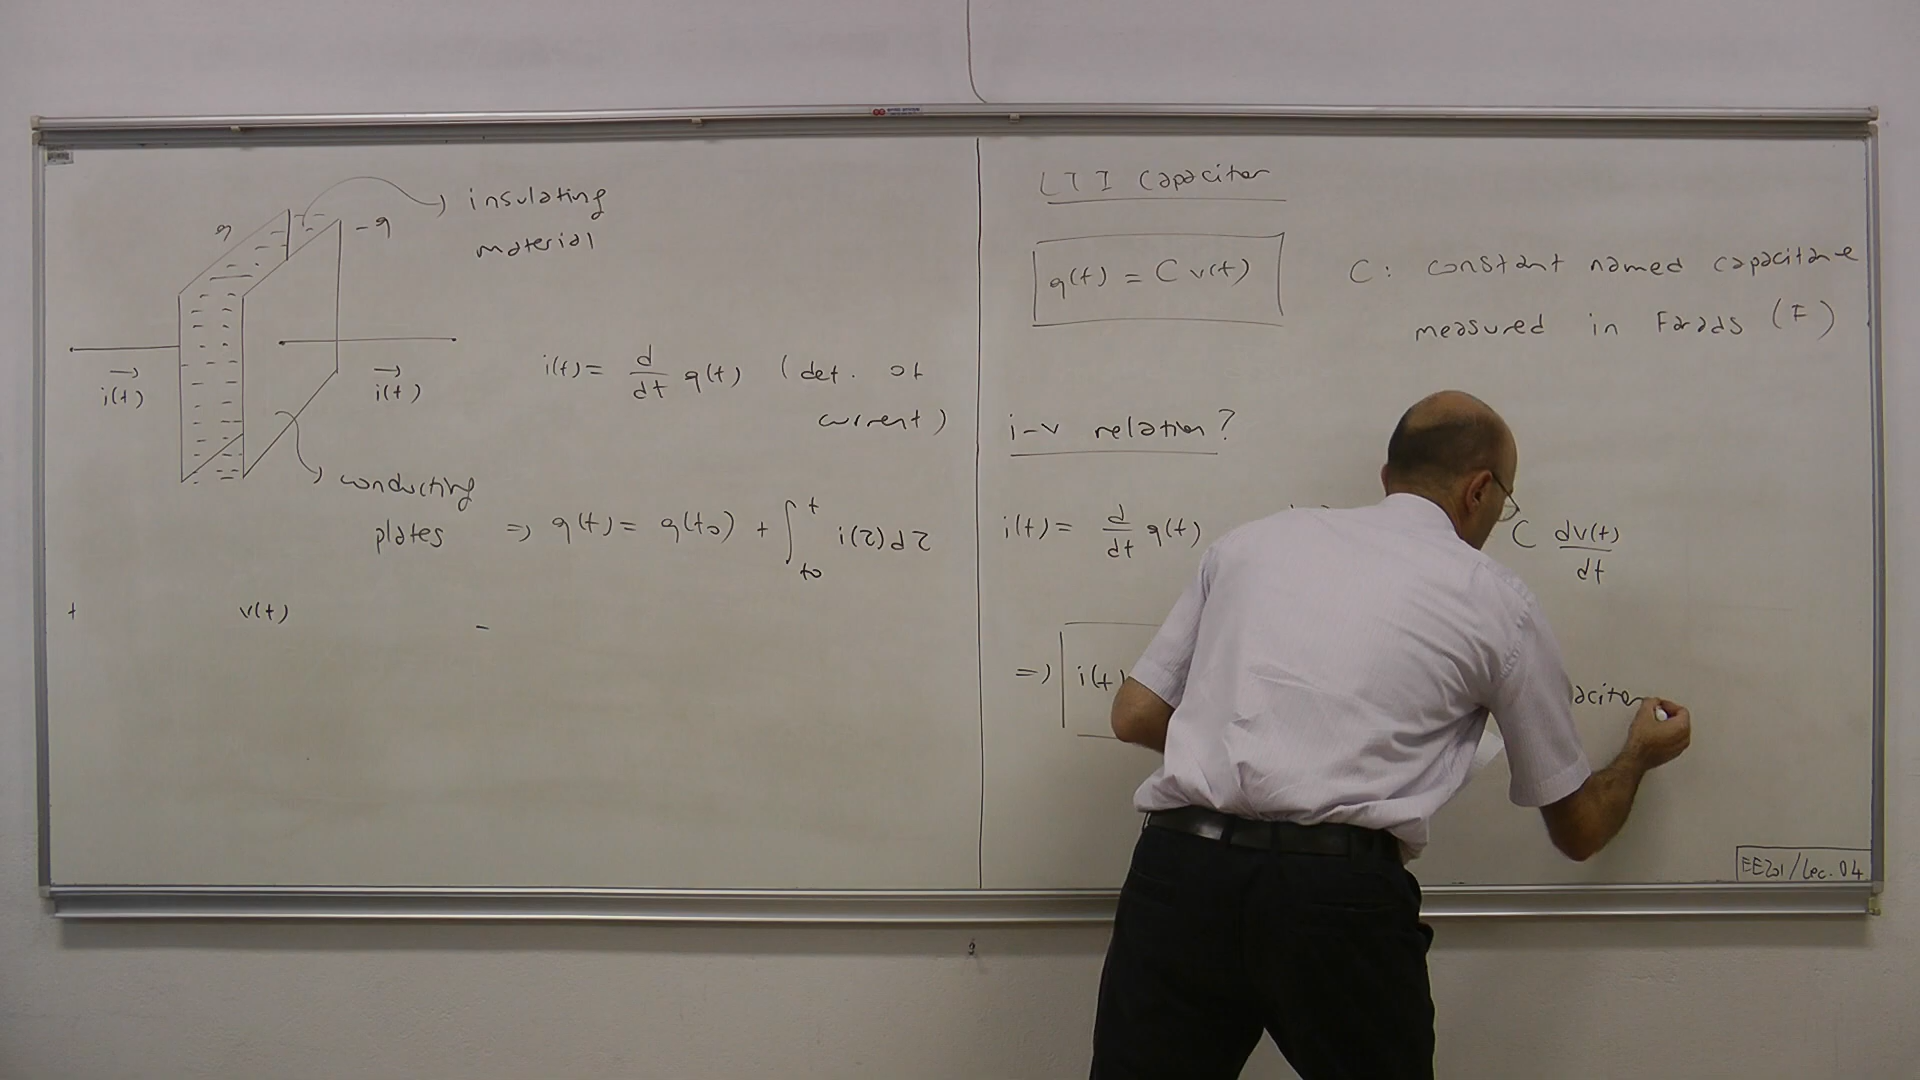 q
-q
insulating
material
i(t)
i(t)
i(t) = d/dt q(t) (def. of
current)
conducting
plates
=> q(t) = q(t0) + ∫ t0 t i(τ)dτ
+ v(t) -
LTI Capacitor
q(t) = C v(t)
C: constant named capacitance
measured in Farads (F)
i-v relation?
i(t) = d/dt q(t)
C dv(t)/dt
=> i(t)
EE201/Lec. 04